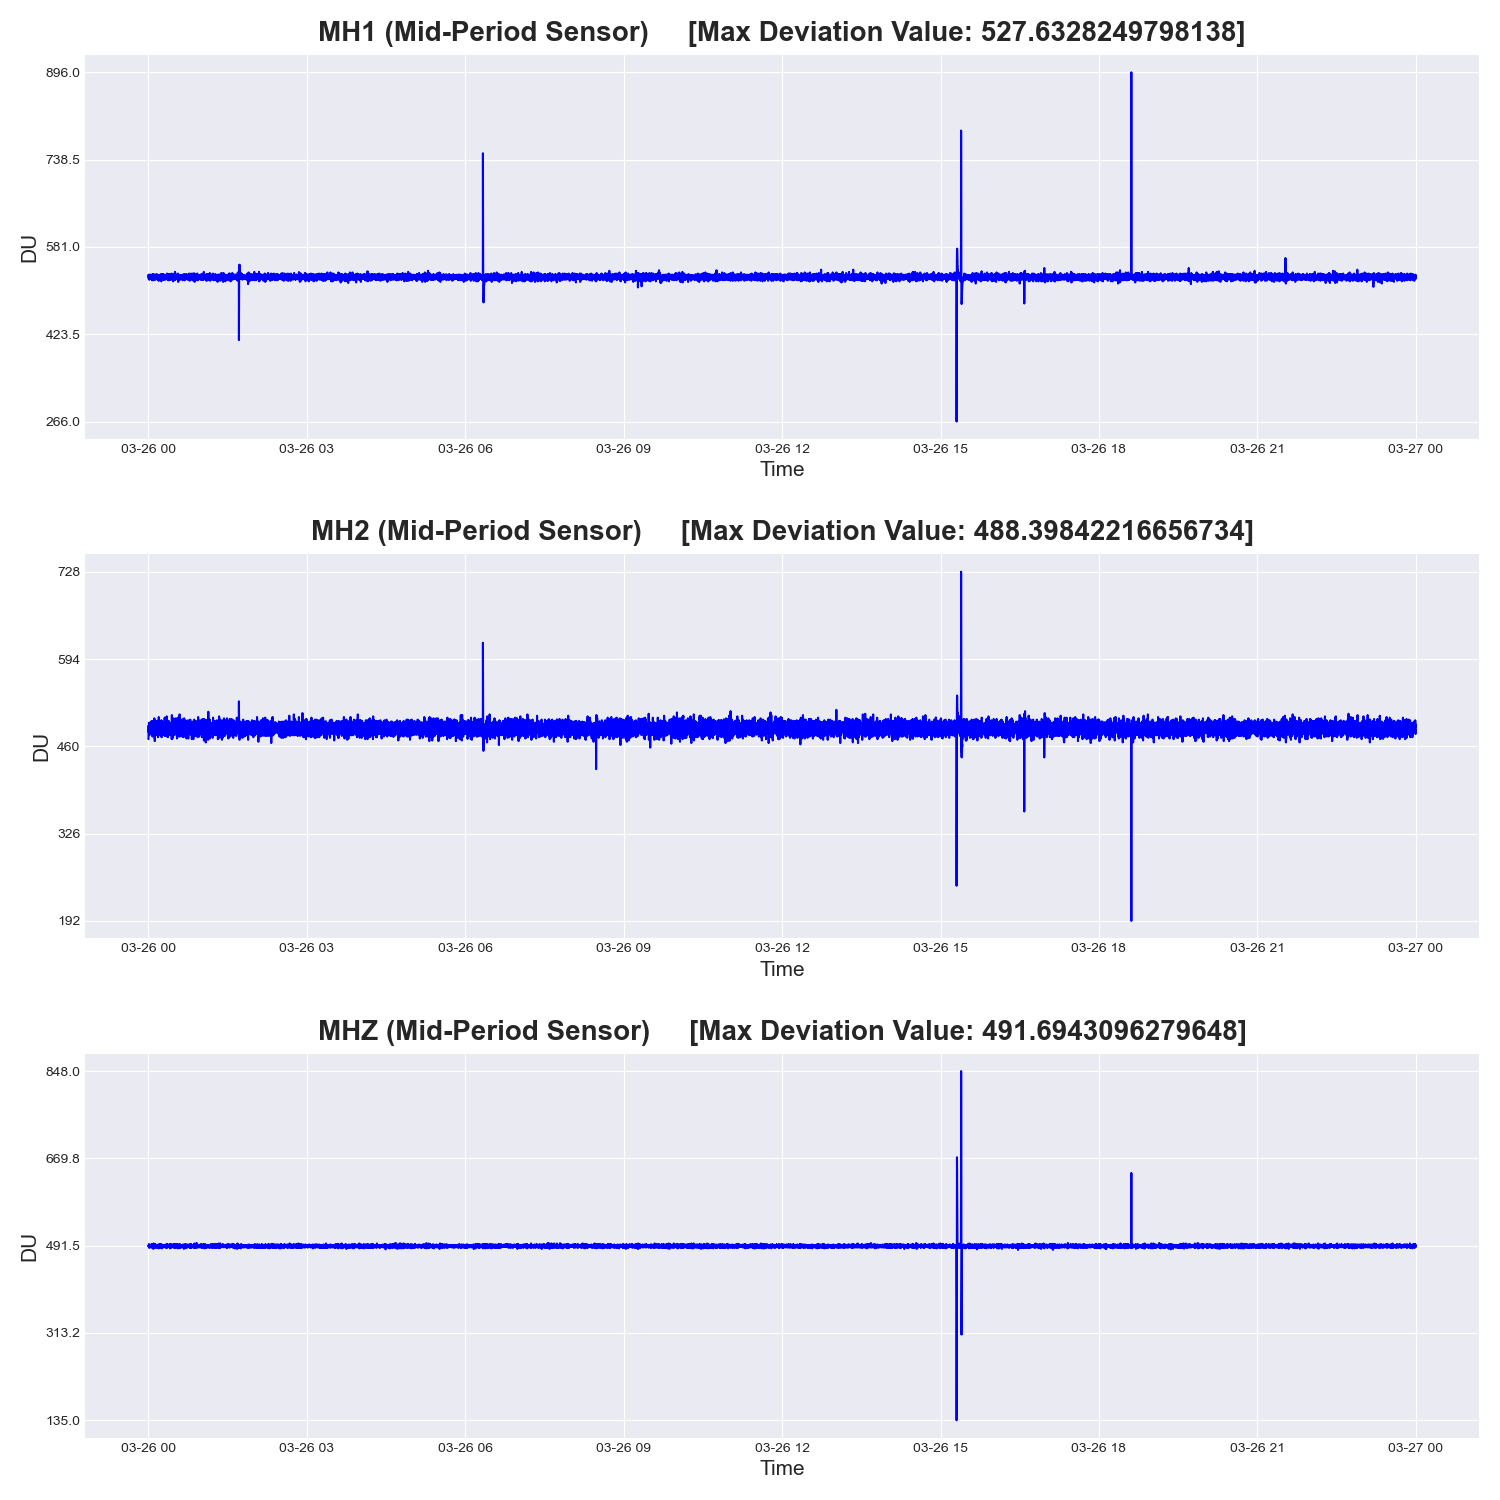 MH1 (Mid-Period Sensor) [Max Deviation Value: 527.6328249798138]
896.0
738.5
581.0
423.5
266.0
DU
03-26 00 03-26 03 03-26 06 03-26 09 03-26 12 03-26 15 03-26 18 03-26 21 03-27 00
Time
MH2 (Mid-Period Sensor) [Max Deviation Value: 488.39842216656734]
728
594
460
326
192
DU
03-26 00 03-26 03 03-26 06 03-26 09 03-26 12 03-26 15 03-26 18 03-26 21 03-27 00
Time
MHZ (Mid-Period Sensor) [Max Deviation Value: 491.6943096279648]
848.0
669.8
491.5
313.2
135.0
DU
03-26 00 03-26 03 03-26 06 03-26 09 03-26 12 03-26 15 03-26 18 03-26 21 03-27 00
Time